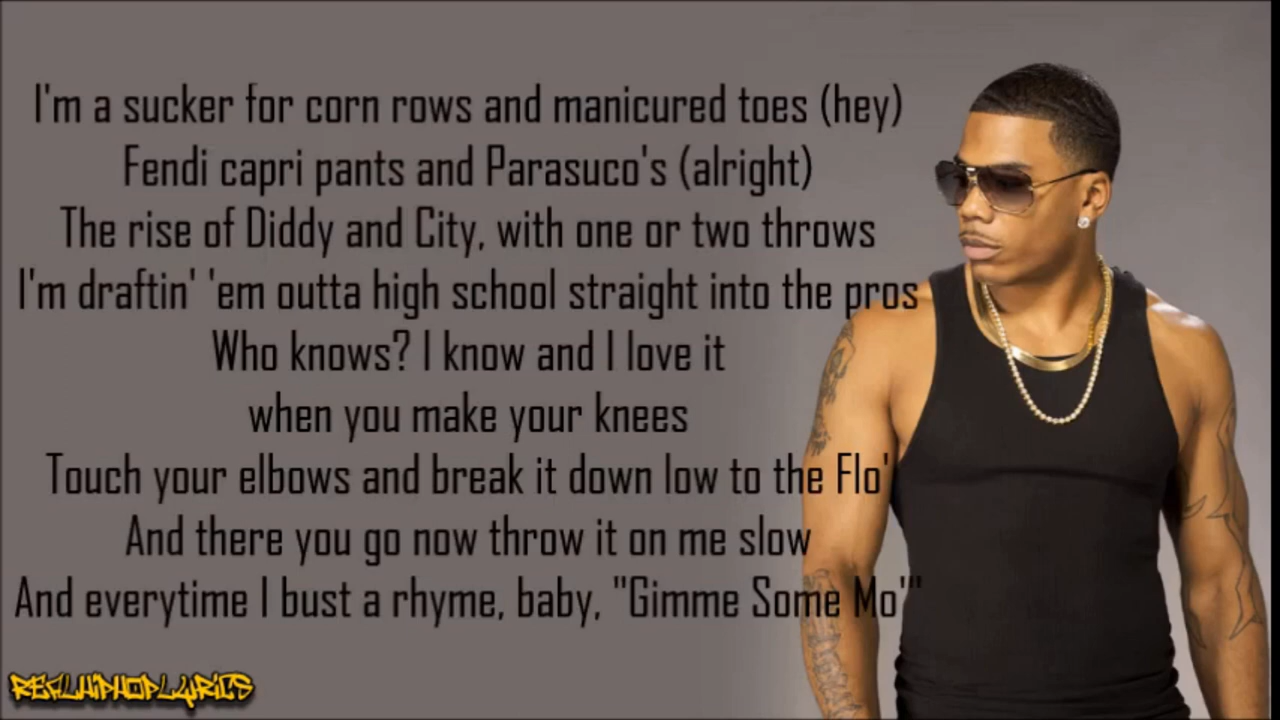 I'm a sucker for corn rows and manicured toes (hey)
Fendi capri pants and Parasuco's (alright)
The rise of Diddy and City, with one or two throws
I'm draftin' 'em outta high school straight into the pros
Who knows? I know and I love it
when you make your knees
Touch your elbows and break it down low to the Flo'
And there you go now throw it on me slow
And everytime I bust a rhyme, baby, "Gimme Some Mo'"
REALHIPHOPLYRICS